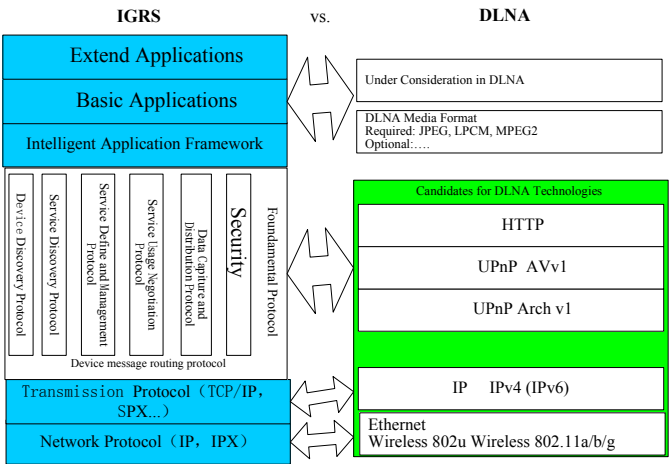 IGRS vs. DLNA
Extend Applications
Basic Applications
Intelligent Application Framework
Under Consideration in DLNA
DLNA Media Format
Required: JPEG, LPCM, MPEG2
Optional:….
Device Discovery Protocol
Service Discovery Protocol
Service Define and Management
Protocol
Service Usage Negotiation
Protocol
Data Capiture and
Distribution Protocol
Security
Foundamental Protocol
Device message routing protocol
Candidates for DLNA Technologies
HTTP
UPnP AVv1
UPnP Arch v1
Transmission Protocol（TCP/IP，
SPX...）
IP IPv4 (IPv6)
Network Protocol（IP，IPX）
Ethernet
Wireless 802u Wireless 802.11a/b/g